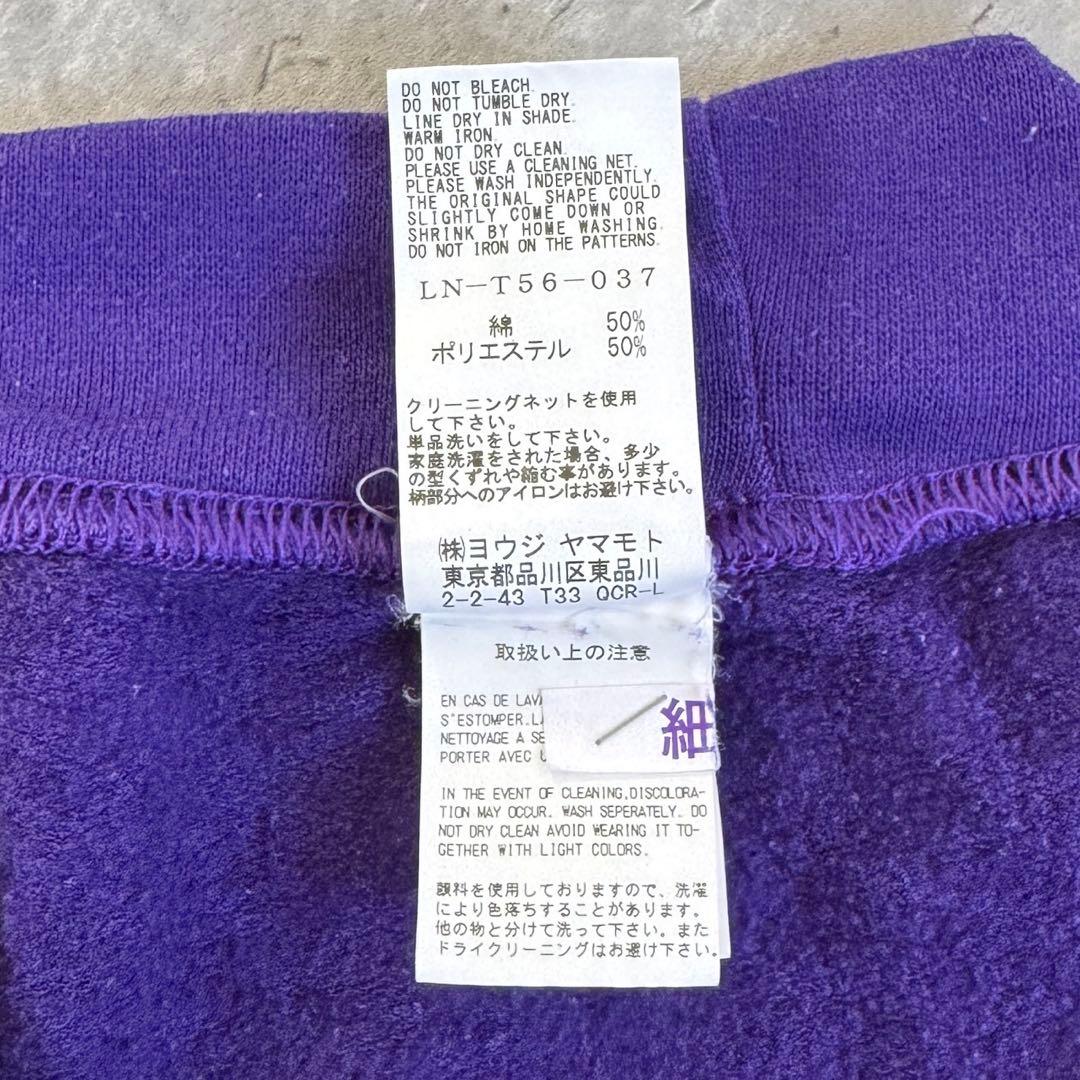 DO NOT BLEACH.
DO NOT TUMBLE DRY.
LINE DRY IN SHADE.
WARM IRON.
DO NOT DRY CLEAN.
PLEASE USE A CLEANING NET.
PLEASE WASH INDEPENDENTLY.
THE ORIGINAL SHAPE COULD
SLIGHTLY COME DOWN OR
SHRINK BY HOME WASHING.
DO NOT IRON ON THE PATTERNS.
LN-T56-037
綿 50%
ポリエステル 50%
クリーニングネットを使用
して下さい。
単品洗いをして下さい。
家庭洗濯をされた場合、多少
の型くずれや縮む事があります。
柄部分へのアイロンはお避け下さい。
㈱ヨウジ ヤマモト
東京都品川区東品川
2-2-43 T33 QCR-L
取扱い上の注意
EN CAS DE LAVA
S"ESTOMPER.LA
NETTOYAGE A SE
PORTER AVEC U
細
IN THE EVENT OF CLEANING,DISCOLORA-
TION MAY OCCUR. WASH SEPERATELY. DO
NOT DRY CLEAN AVOID WEARING IT TO-
GETHER WITH LIGHT COLORS.
顔料を使用しておりますので、洗濯
により色落ちすることがあります。
他の物と分けて洗って下さい。また
ドライクリーニングはお避け下さい。